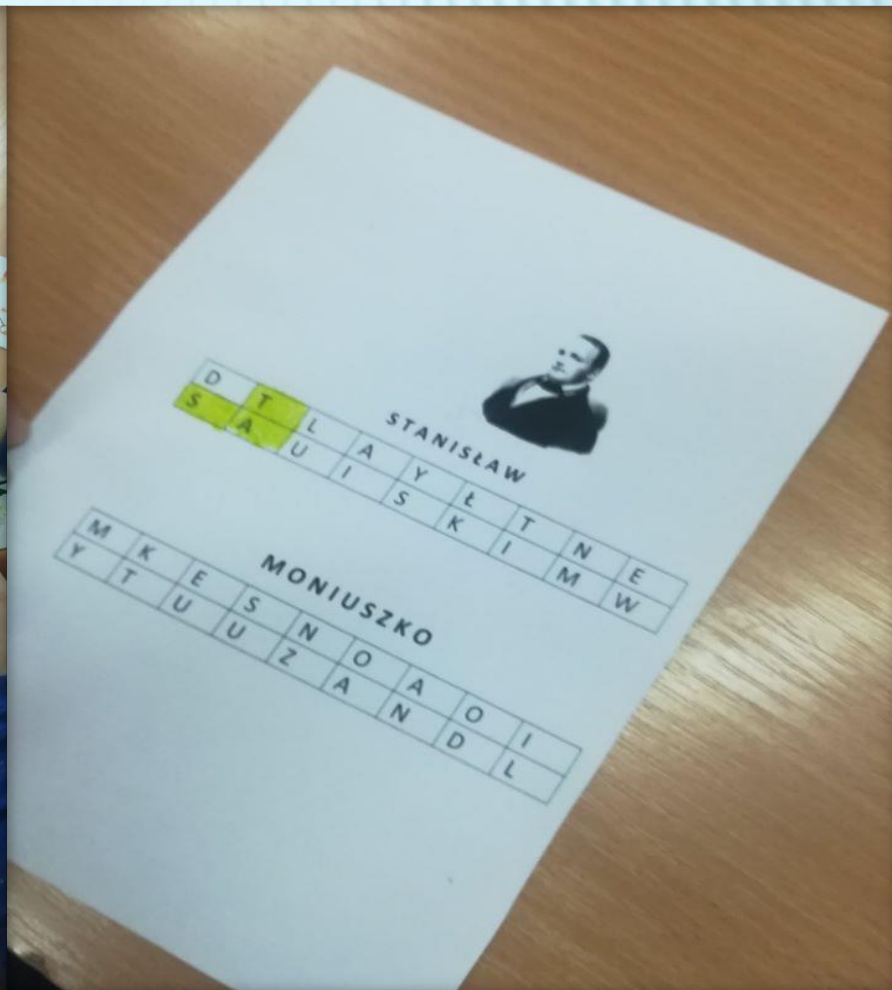 STANISŁAW
D T L A Y Ł T N E
S A U I S K I M W
MONIUSZKO
M K E S N O A O I
Y T U U Z A N D L